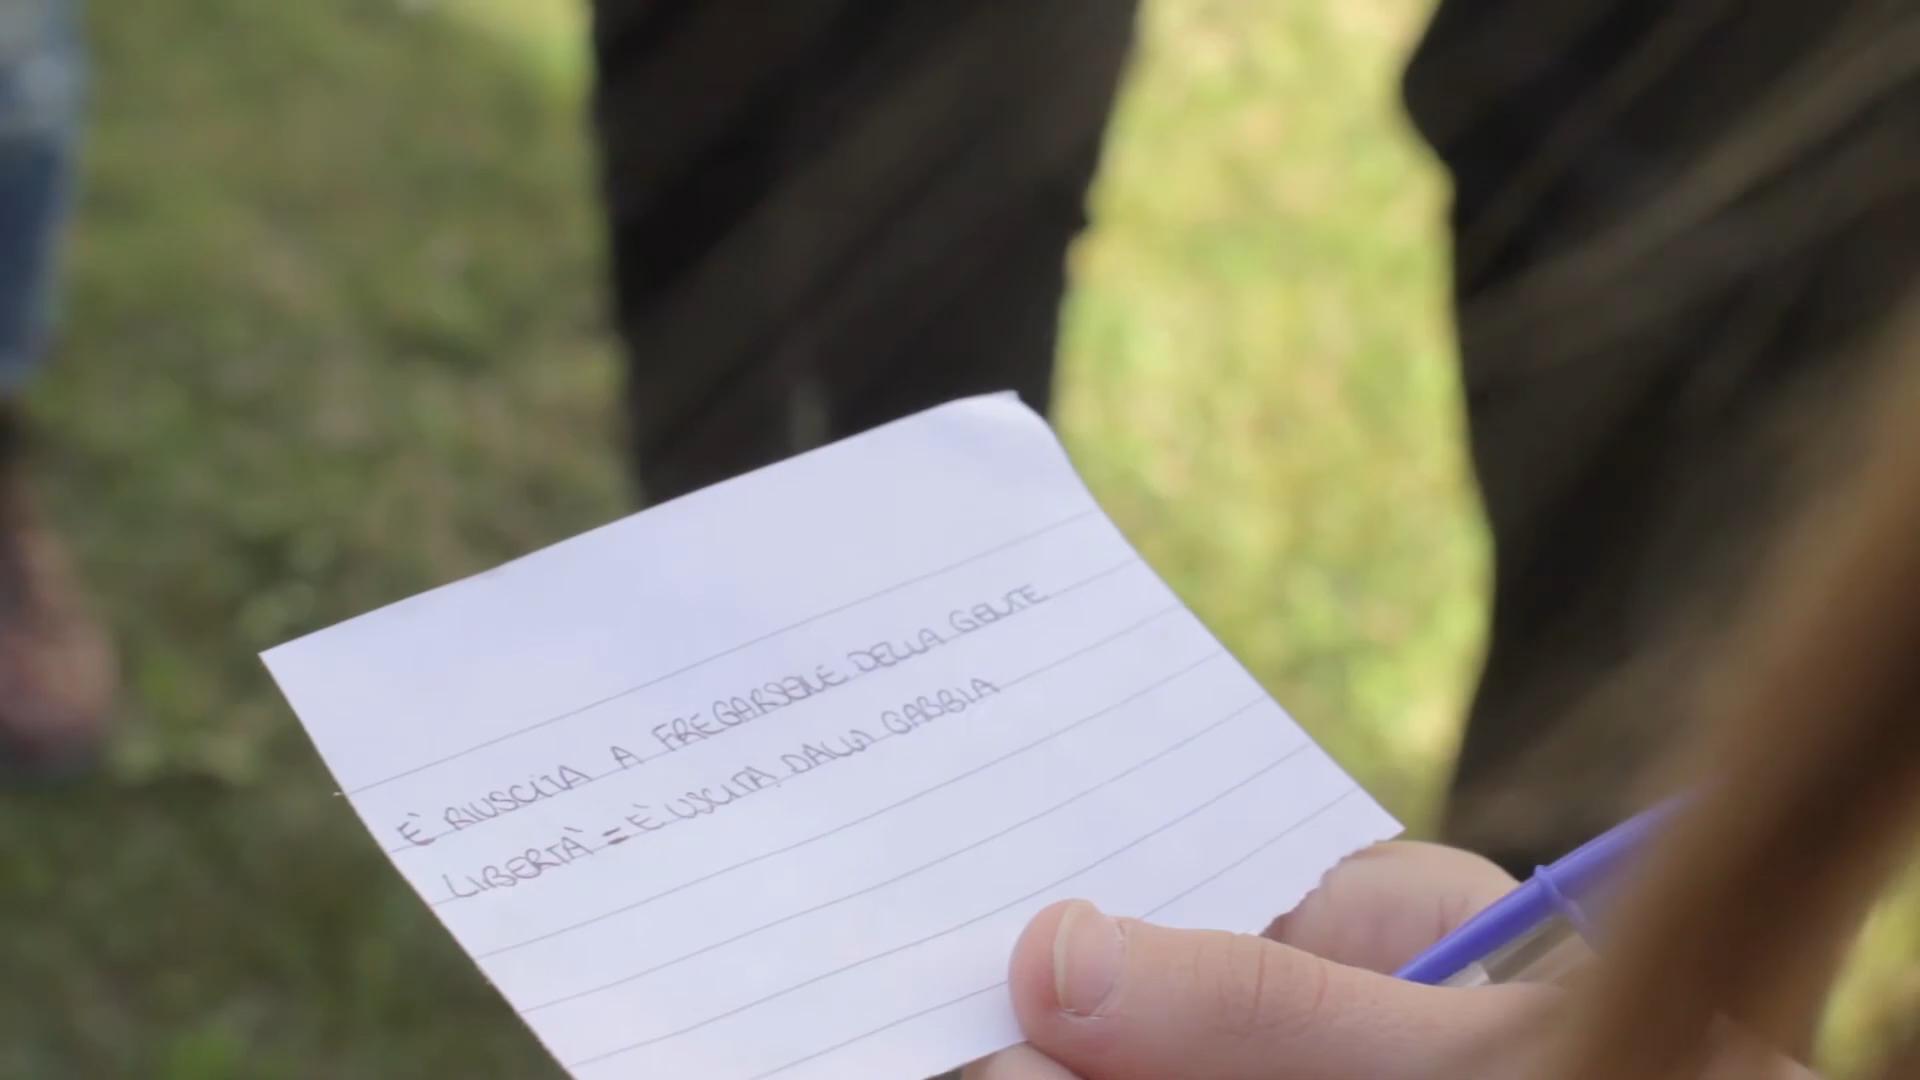 È RIUSCITA A FREGARSENE DELLA GENTE
LIBERTÀ = È USCITA DALLA GABBIA